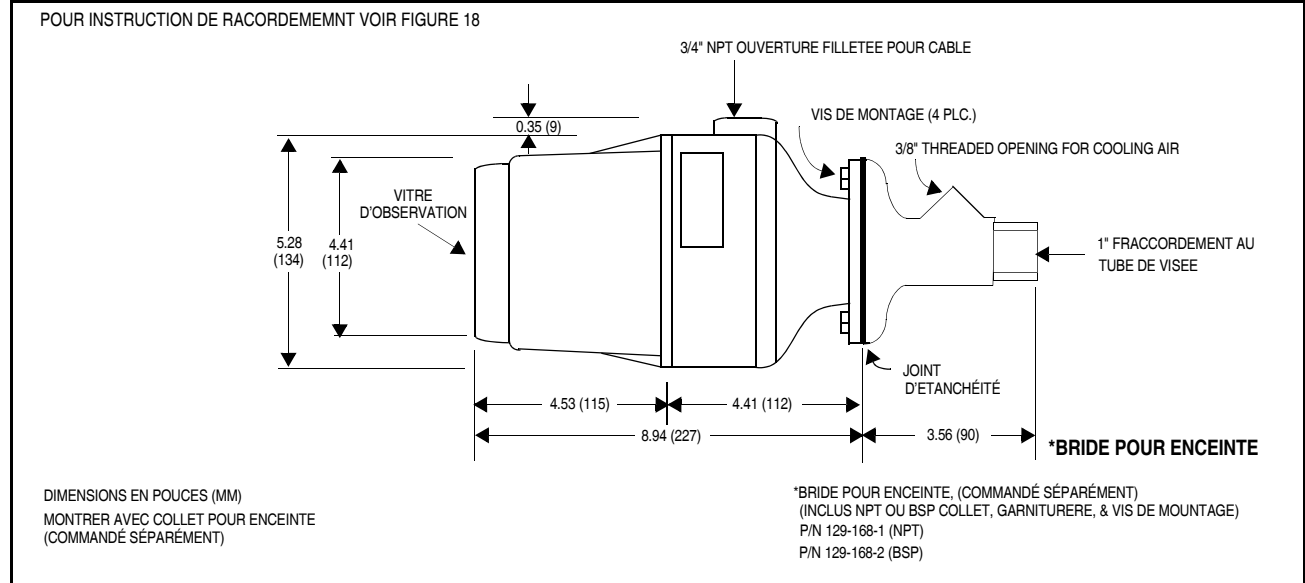 POUR INSTRUCTION DE RACORDEMEMNT VOIR FIGURE 18
3/4" NPT OUVERTURE FILLETEE POUR CABLE
0.35 (9)
VIS DE MONTAGE (4 PLC.)
3/8" THREADED OPENING FOR COOLING AIR
VITRE
D'OBSERVATION
5.28
(134)
4.41
(112)
1" FRACCORDEMENT AU
TUBE DE VISEE
JOINT
D'ETANCHÉITÉ
4.53 (115)
4.41 (112)
8.94 (227)
3.56 (90)
*BRIDE POUR ENCEINTE
DIMENSIONS EN POUCES (MM)
MONTRER AVEC COLLET POUR ENCEINTE
(COMMANDÉ SÉPARÉMENT)
*BRIDE POUR ENCEINTE, (COMMANDÉ SÉPARÉMENT)
(INCLUS NPT OU BSP COLLET, GARNITURERE, & VIS DE MOUNTAGE)
P/N 129-168-1 (NPT)
P/N 129-168-2 (BSP)